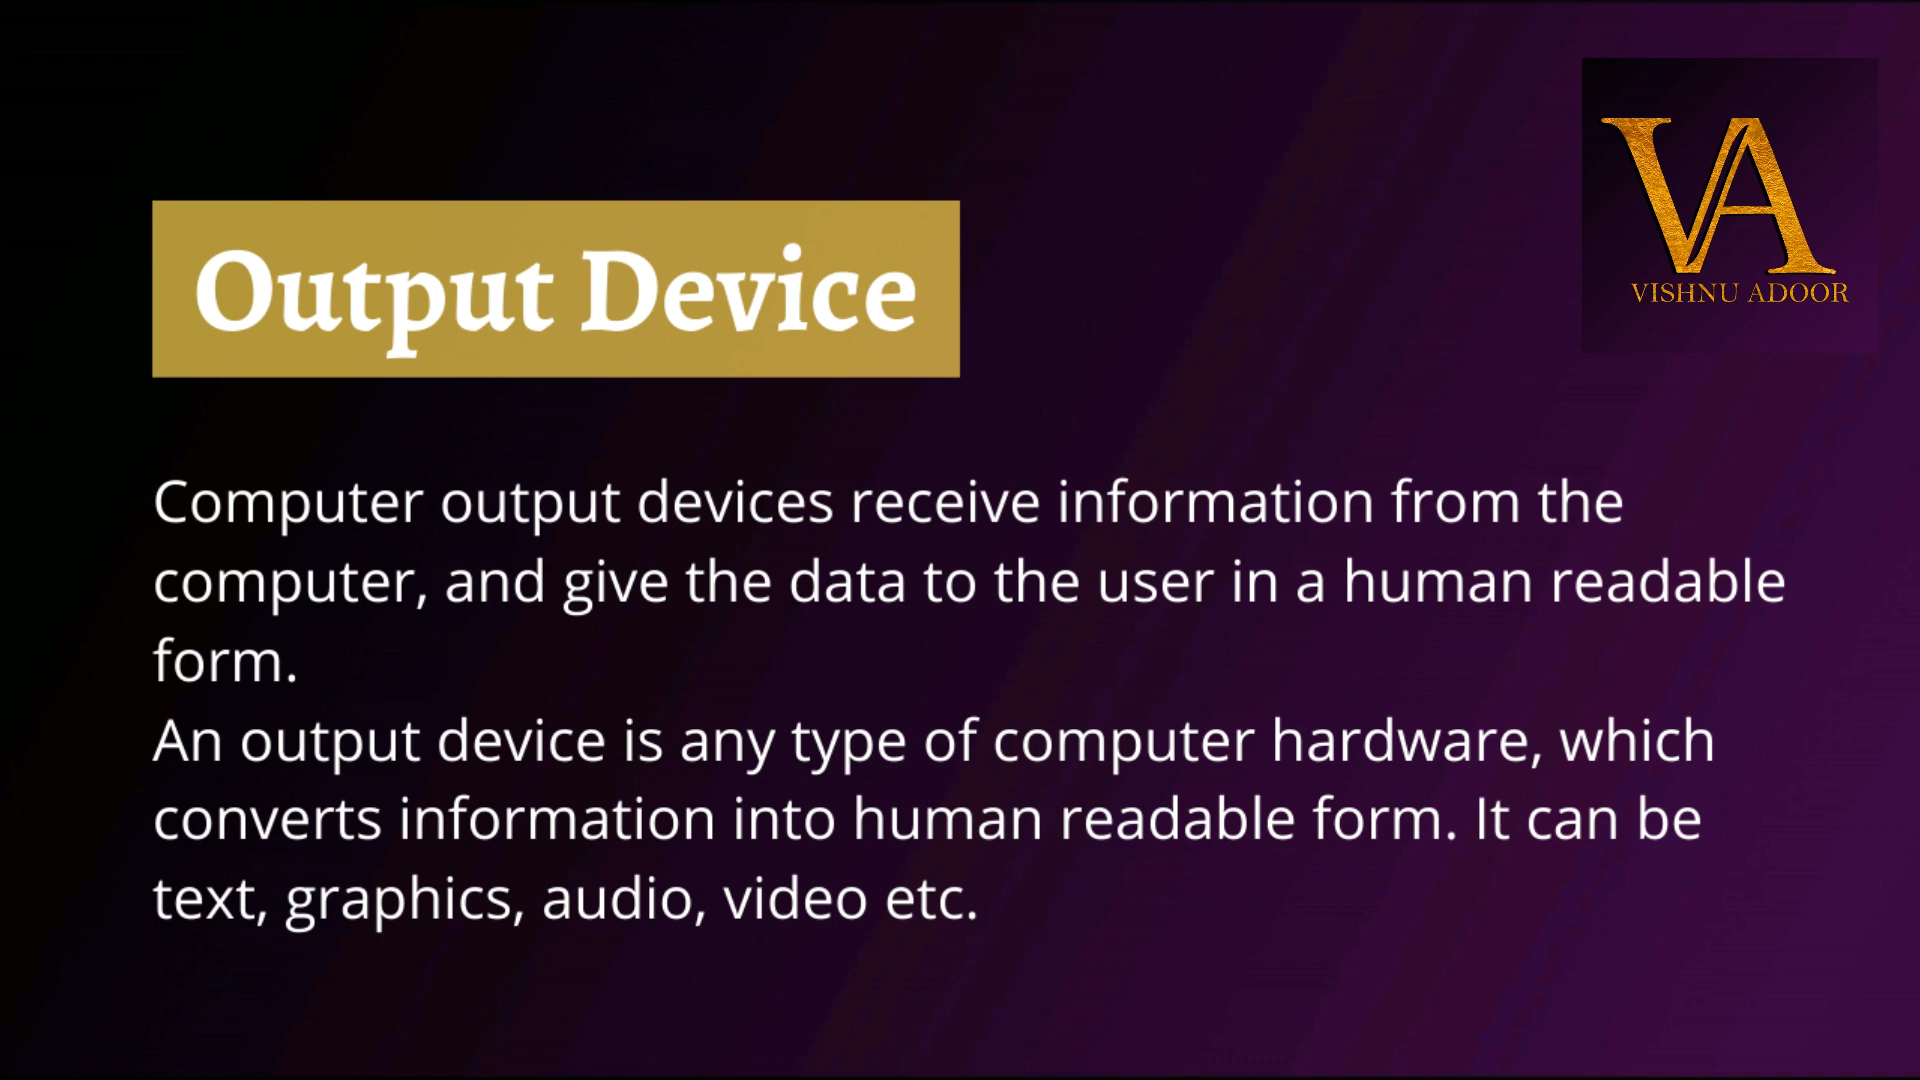 VA
VISHNU ADOOR
Output Device
Computer output devices receive information from the
computer, and give the data to the user in a human readable
form.
An output device is any type of computer hardware, which
converts information into human readable form. It can be
text, graphics, audio, video etc.